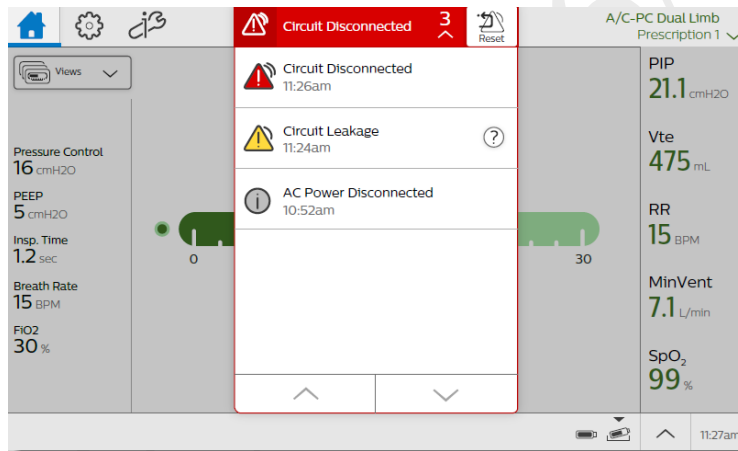 Circuit Disconnected
3
Reset
A/C-PC Dual Limb
Prescription 1
Views
Pressure Control
16 cmH2O
PEEP
5 cmH2O
Insp. Time
1.2 sec
Breath Rate
15 BPM
FiO2
30 %
Circuit Disconnected
11:26am
Circuit Leakage
11:24am
?
AC Power Disconnected
10:52am
i
0
30
PIP
21.1 cmH2O
Vte
475 mL
RR
15 BPM
MinVent
7.1 L/min
SpO2
99 %
11:27am